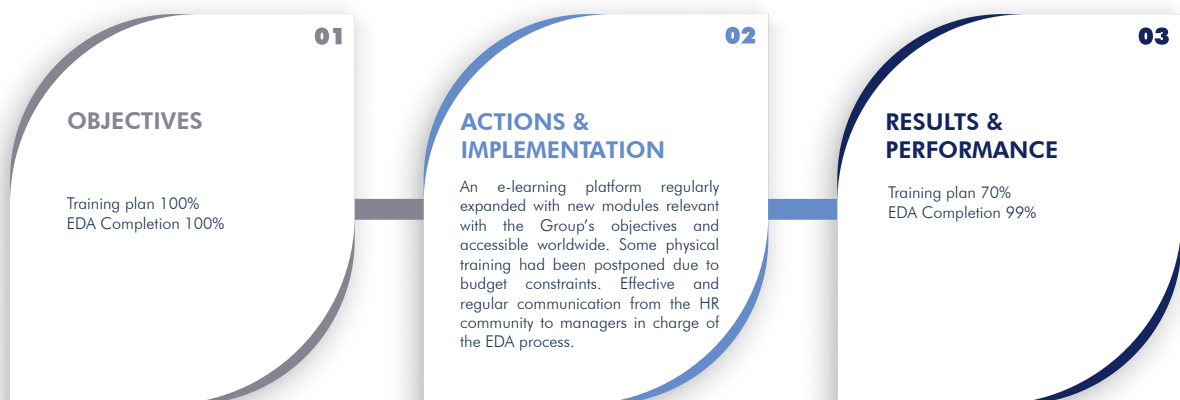 01
OBJECTIVES
Training plan 100%
EDA Completion 100%
02
ACTIONS &
IMPLEMENTATION
An e-learning platform regularly
expanded with new modules relevant
with the Group’s objectives and
accessible worldwide. Some physical
training had been postponed due to
budget constraints. Effective and
regular communication from the HR
community to managers in charge of
the EDA process.
03
RESULTS &
PERFORMANCE
Training plan 70%
EDA Completion 99%